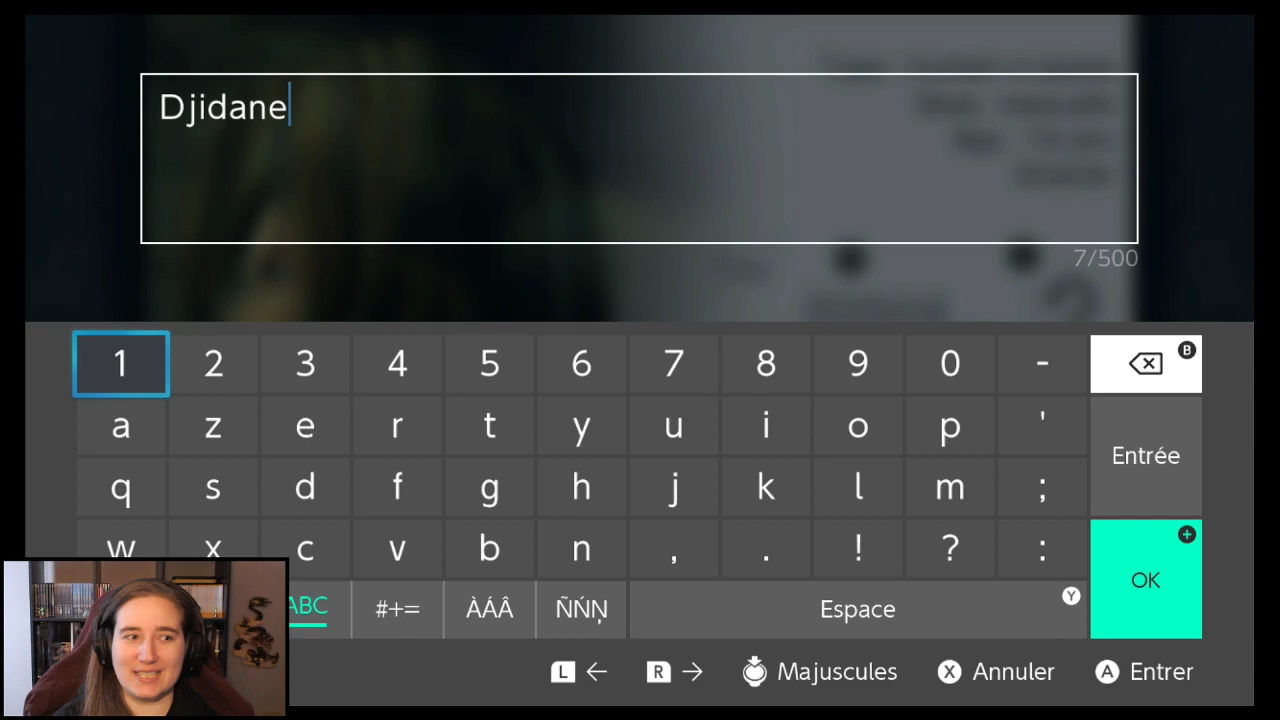 Djidane
7/500
1 2 3 4 5 6 7 8 9 0 - B
a z e r t y u i o p ' Entrée
q s d f g h j k l m ;
w x c v b n , . ! ? : +
OK
ABC #+= ÀÁÂ ÑŃŅ Espace Y
L ← R → Majuscules X Annuler A Entrer